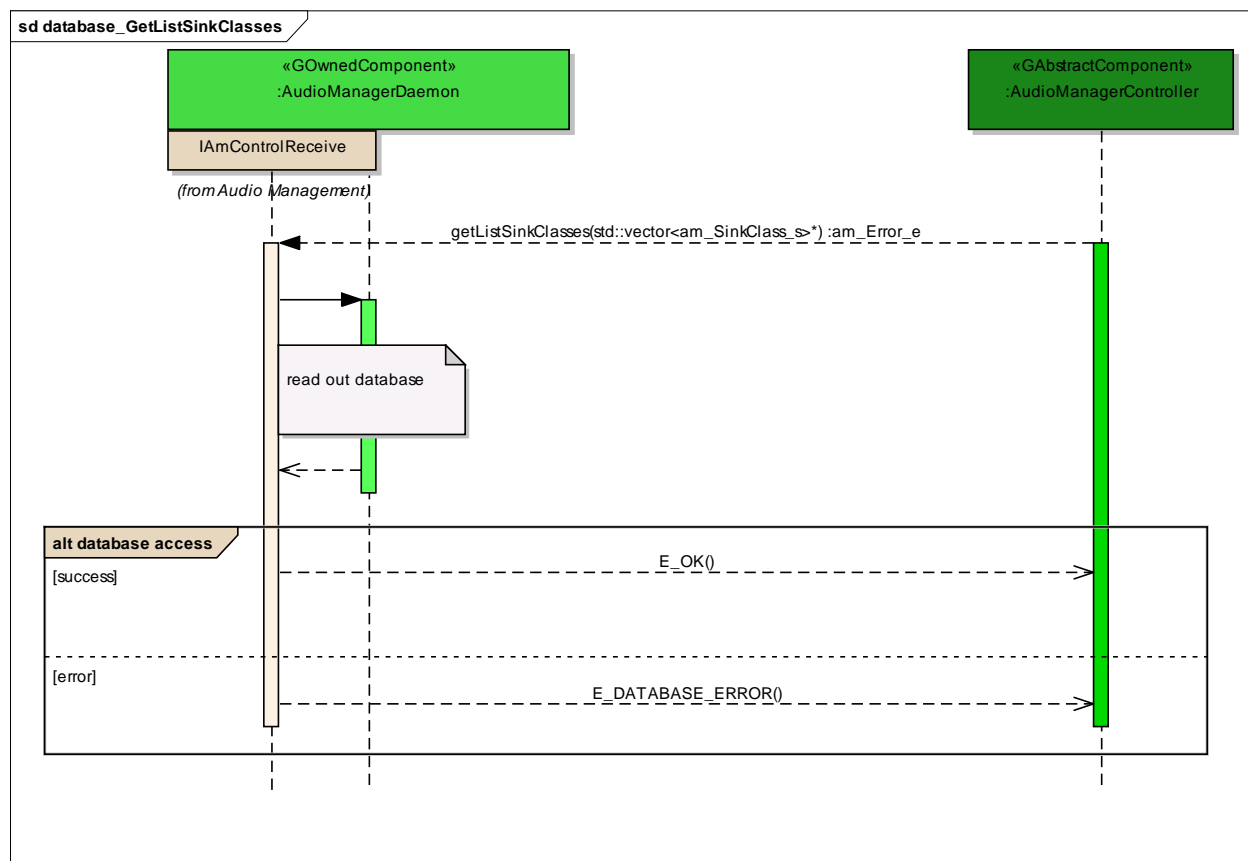 sd database_GetListSinkClasses
«GOwnedComponent»
:AudioManagerDaemon
«GAbstractComponent»
:AudioManagerController
IAmControlReceive
(from Audio Management)
getListSinkClasses(std::vector<am_SinkClass_s>*) :am_Error_e
read out database
alt database access
[success]
E_OK()
[error]
E_DATABASE_ERROR()